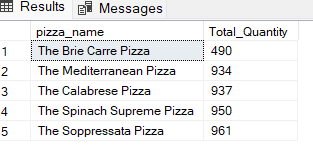 Results Messages
pizza_name Total_Quantity
1 The Brie Carre Pizza 490
2 The Mediterranean Pizza 934
3 The Calabrese Pizza 937
4 The Spinach Supreme Pizza 950
5 The Soppressata Pizza 961